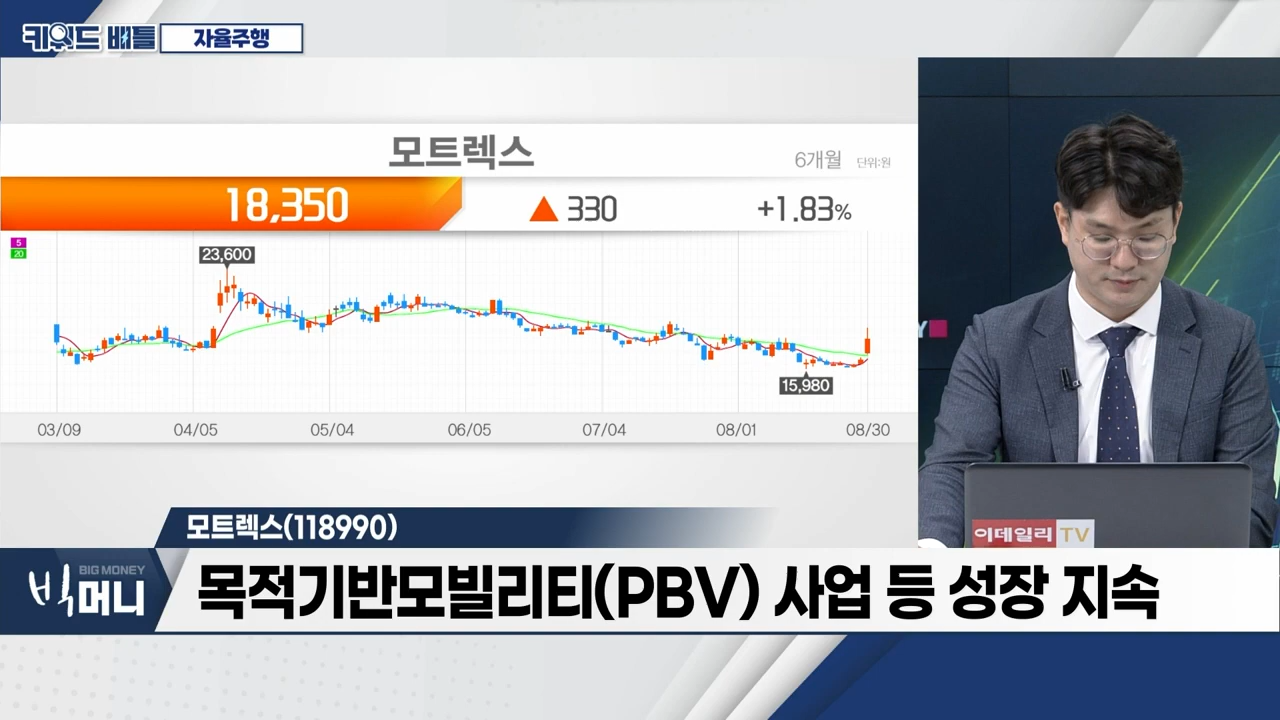 키워드 배틀 자율주행
모트렉스
6개월 단위:원
18,350 ▲ 330 +1.83%
5
20
23,600
15,980
03/09 04/05 05/04 06/05 07/04 08/01 08/30
Y
이데일리 TV
모트렉스(118990)
BIG MONEY
빅머니
목적기반모빌리티(PBV) 사업 등 성장 지속